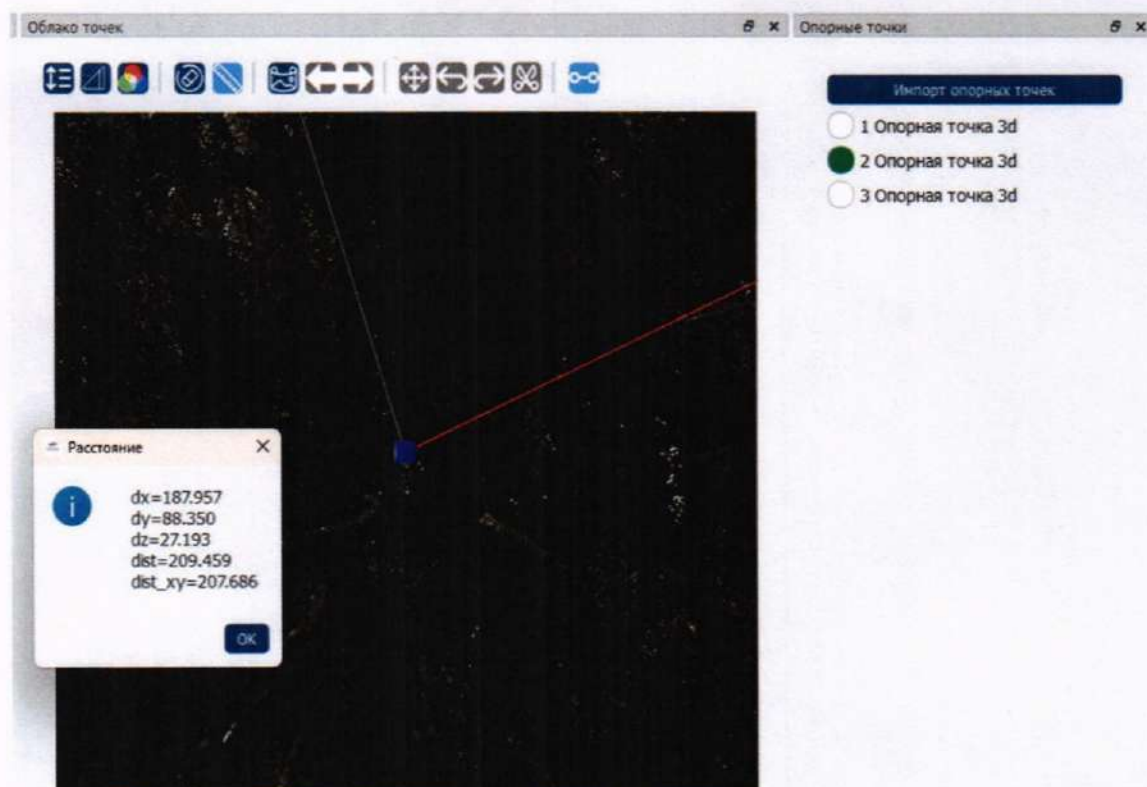 Облако точек
Опорные точки
Импорт опорных точек
1 Опорная точка 3d
2 Опорная точка 3d
3 Опорная точка 3d
Расстояние
dx=187.957
dy=88.350
dz=27.193
dist=209.459
dist_xy=207.686
OK